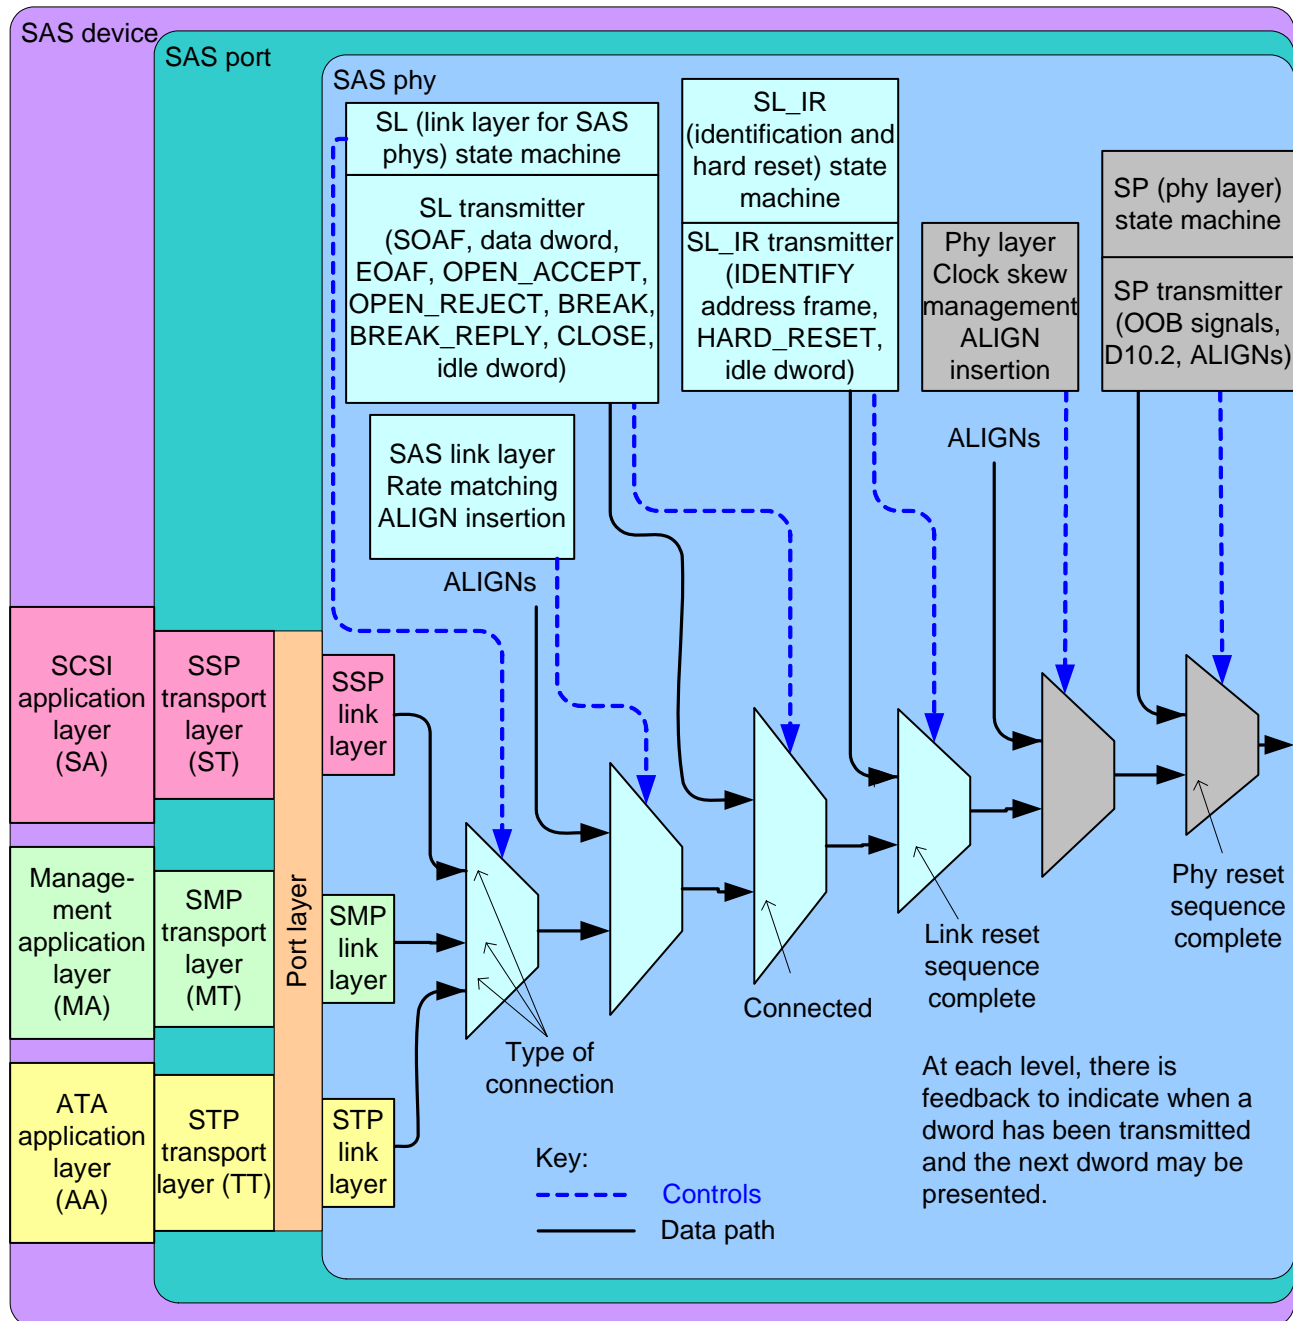 SAS device
SAS port
SAS phy
SL (link layer for SAS
phys) state machine
SL transmitter
(SOAF, data dword,
EOAF, OPEN_ACCEPT,
OPEN_REJECT, BREAK,
BREAK_REPLY, CLOSE,
idle dword)
SL_IR
(identification and
hard reset) state
machine
SL_IR transmitter
(IDENTIFY
address frame,
HARD_RESET,
idle dword)
Phy layer
Clock skew
management
ALIGN
insertion
SP (phy layer)
state machine
SP transmitter
(OOB signals,
D10.2, ALIGNs)
SAS link layer
Rate matching
ALIGN insertion
ALIGNs
ALIGNs
SCSI
application
layer
(SA)
SSP
transport
layer
(ST)
SSP
link
layer
Manage-
ment
application
layer
(MA)
SMP
transport
layer
(MT)
Port layer
SMP
link
layer
ATA
application
layer
(AA)
STP
transport
layer (TT)
STP
link
layer
Type of
connection
Connected
Link reset
sequence
complete
Phy reset
sequence
complete
At each level, there is
feedback to indicate when a
dword has been transmitted
and the next dword may be
presented.
Key:
Controls
Data path